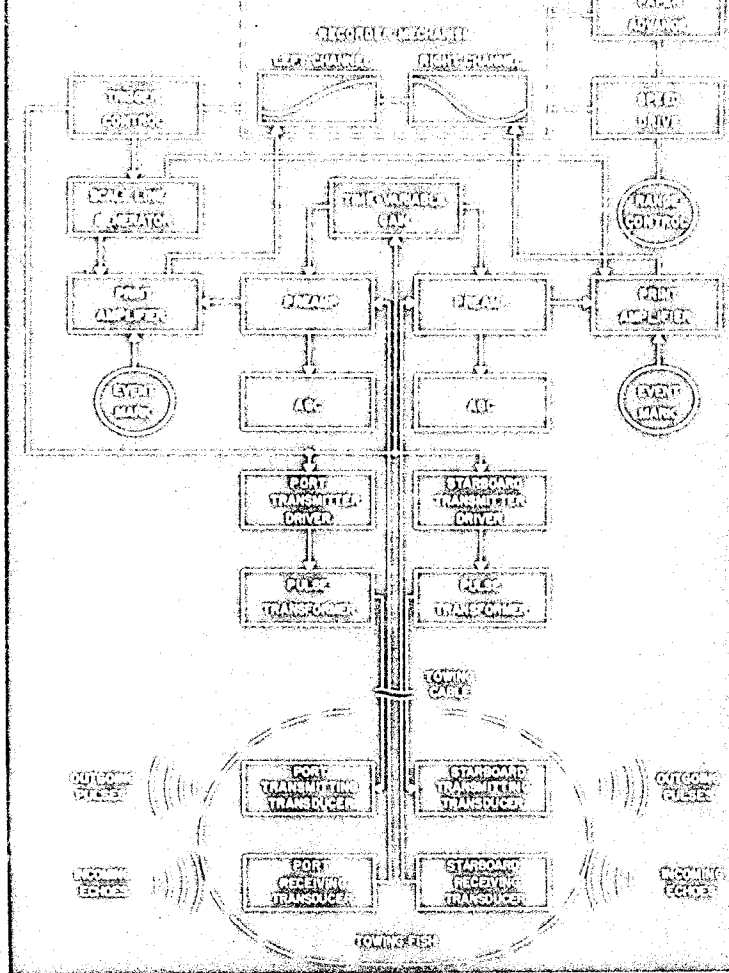 PAPER
ADVANCE
RECORDER MECHANISM
LEFT CHANNEL
RIGHT CHANNEL
TRIGGER
CONTROL
SPEED
DRIVE
SCALE LINE
GENERATOR
TIME VARIABLE
GAIN
RANGE
CONTROL
PRINT
AMPLIFIER
PREAMP
PREAMP
PRINT
AMPLIFIER
EVENT
MARK
EVENT
MARK
PORT
TRANSMITTER
DRIVER
STARBOARD
TRANSMITTER
DRIVER
PULSE
TRANSFORMER
PULSE
TRANSFORMER
TOWING
CABLE
OUTGOING
PULSES
PORT
TRANSMITTING
TRANSDUCER
STARBOARD
TRANSMITTING
TRANSDUCER
OUTGOING
PULSES
INCOMING
ECHOES
PORT
RECEIVING
TRANSDUCER
STARBOARD
RECEIVING
TRANSDUCER
INCOMING
ECHOES
TOWING FISH